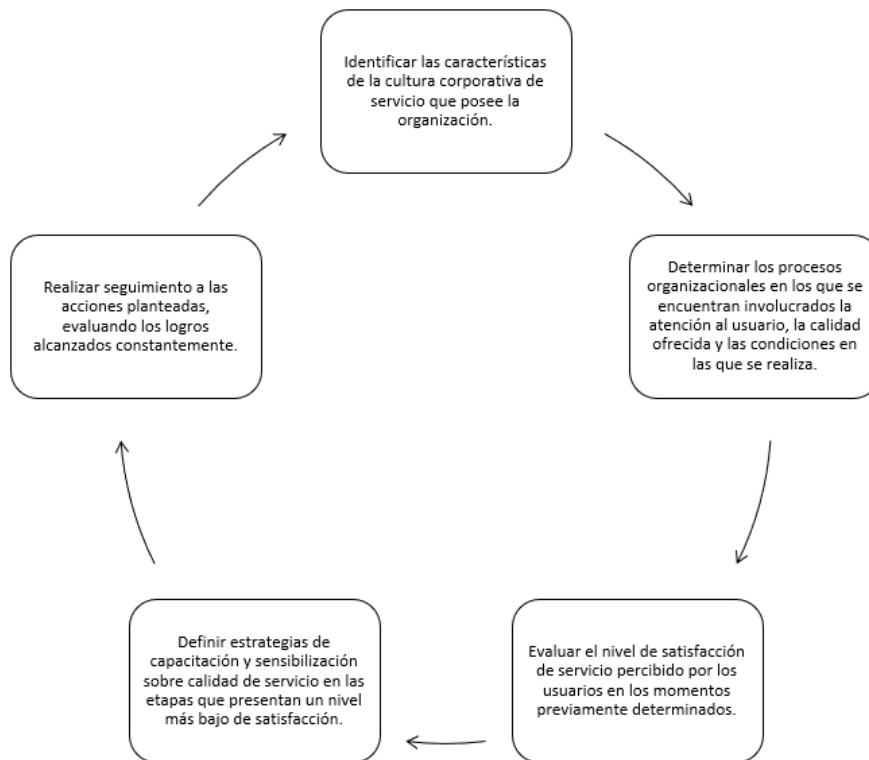 Identificar las características
de la cultura corporativa de
servicio que posee la
organización.
Determinar los procesos
organizacionales en los que se
encuentran involucrados la
atención al usuario, la calidad
ofrecida y las condiciones en
las que se realiza.
Evaluar el nivel de satisfacción
de servicio percibido por los
usuarios en los momentos
previamente determinados.
Definir estrategias de
capacitación y sensibilización
sobre calidad de servicio en las
etapas que presentan un nivel
más bajo de satisfacción.
Realizar seguimiento a las
acciones planteadas,
evaluando los logros
alcanzados constantemente.